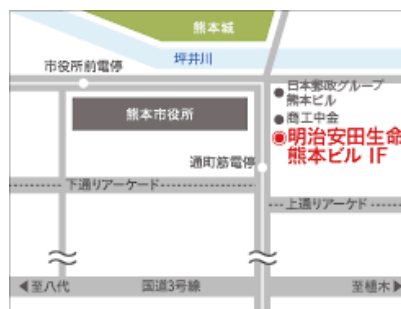 熊本城
坪井川
市役所前電停
日本郵政グループ
熊本ビル
熊本市役所
商工中金
明治安田生命
熊本ビル IF
通町筋電停
下通りアーケード
上通りアーケド
至八代
国道3号線
至植木